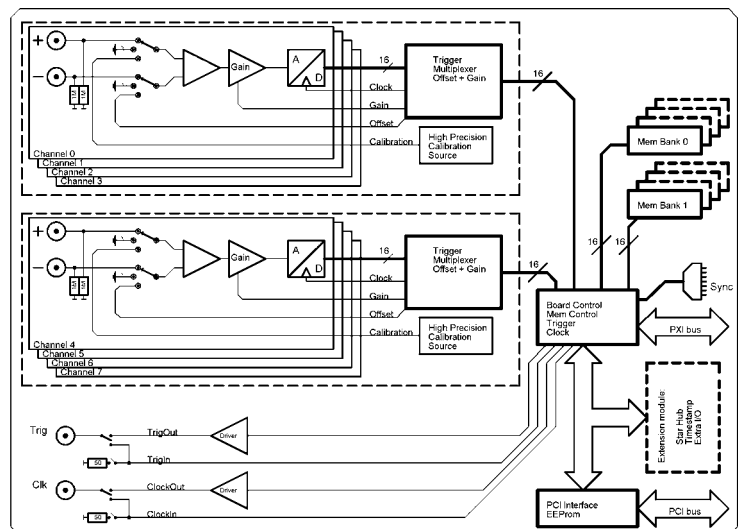 +
−
1M
1M
Gain
A
D
16
Trigger
Multiplexer
Offset + Gain
16
Clock
Gain
Offset
Calibration
High Precision
Calibration
Source
Channel 0
Channel 1
Channel 2
Channel 3
Mem Bank 0
Mem Bank 1
16
16
+
−
1M
1M
Gain
A
D
16
Trigger
Multiplexer
Offset + Gain
16
Clock
Gain
Offset
Calibration
High Precision
Calibration
Source
Channel 4
Channel 5
Channel 6
Channel 7
Board Control
Mem Control
Trigger
Clock
Sync
PXI bus
Extension module:
Star Hub
Timestamp
Extra I/O
Trig
TrigOut
Driver
50
TrigIn
Clk
ClockOut
Driver
50
ClockIn
PCI Interface
EEProm
PCI bus